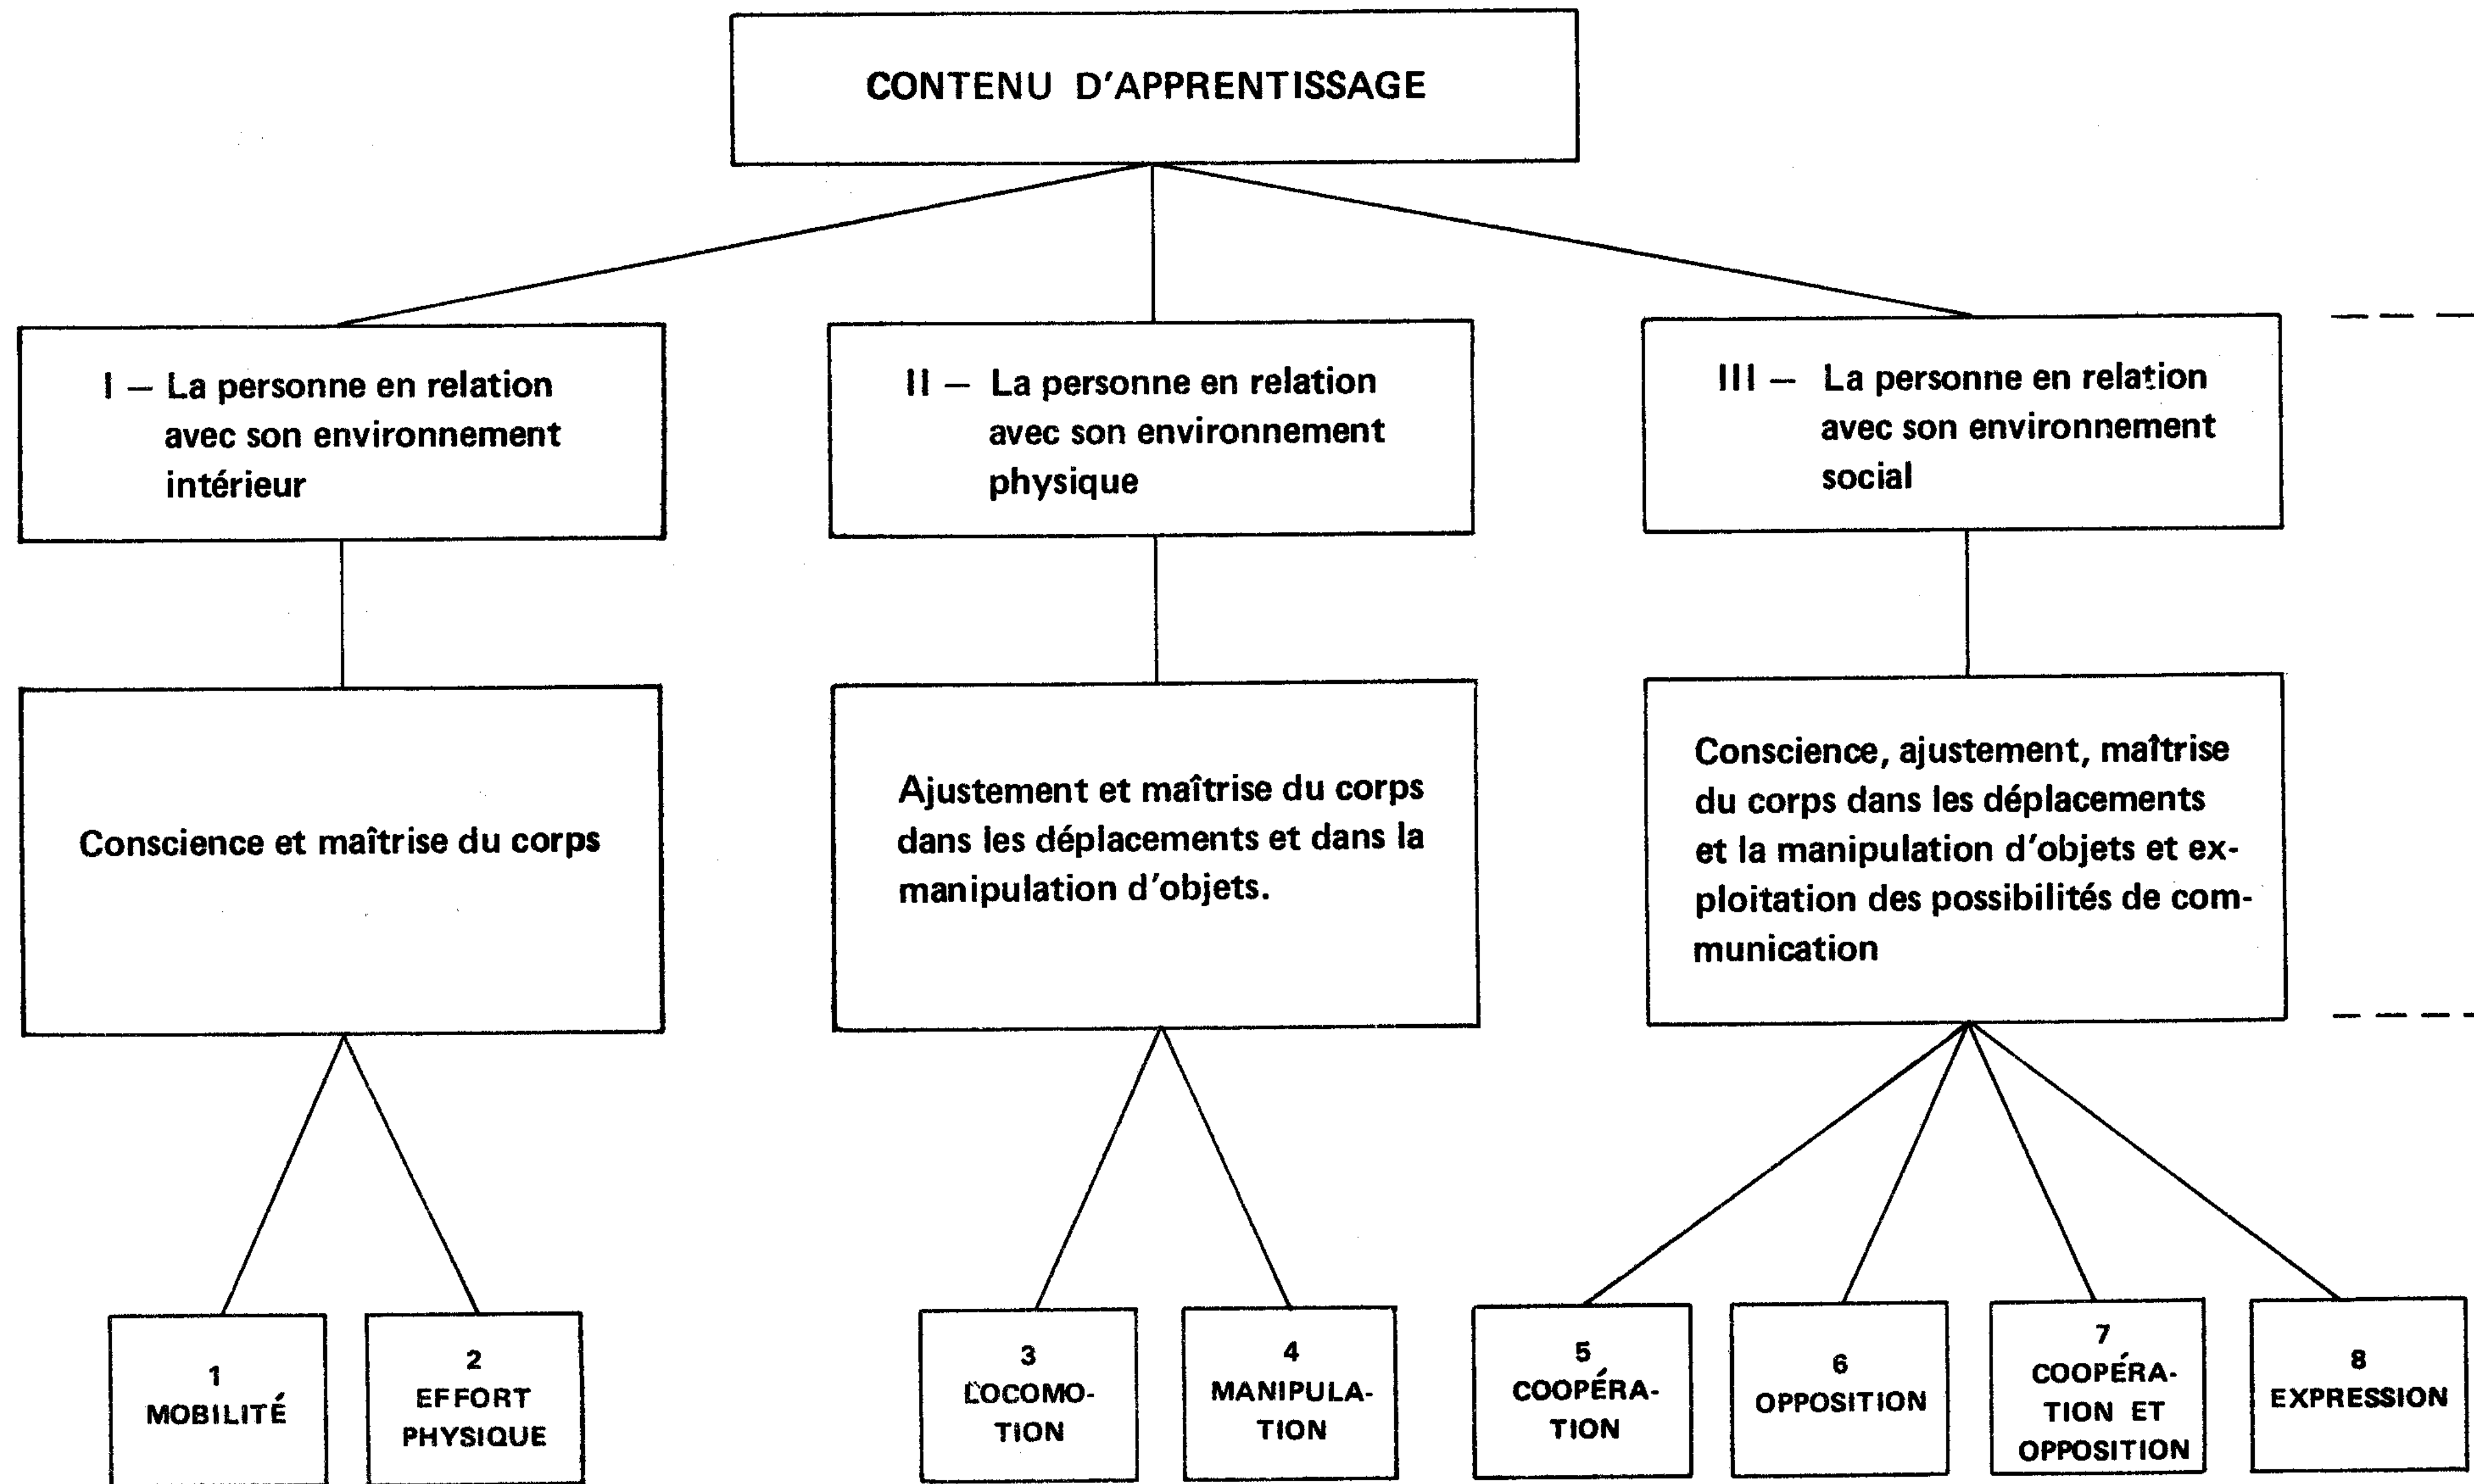 CONTENU D'APPRENTISSAGE
I — La personne en relation
avec son environnement
intérieur
II — La personne en relation
avec son environnement
physique
III — La personne en relation
avec son environnement
social
Conscience et maîtrise du corps
Ajustement et maîtrise du corps
dans les déplacements et dans la
manipulation d'objets.
Conscience, ajustement, maîtrise
du corps dans les déplacements
et la manipulation d'objets et ex-
ploitation des possibilités de com-
munication
1
MOBILITÉ
2
EFFORT
PHYSIQUE
3
LOCOMO-
TION
4
MANIPULA-
TION
5
COOPÉRA-
TION
6
OPPOSITION
7
COOPÉRA-
TION ET
OPPOSITION
8
EXPRESSION